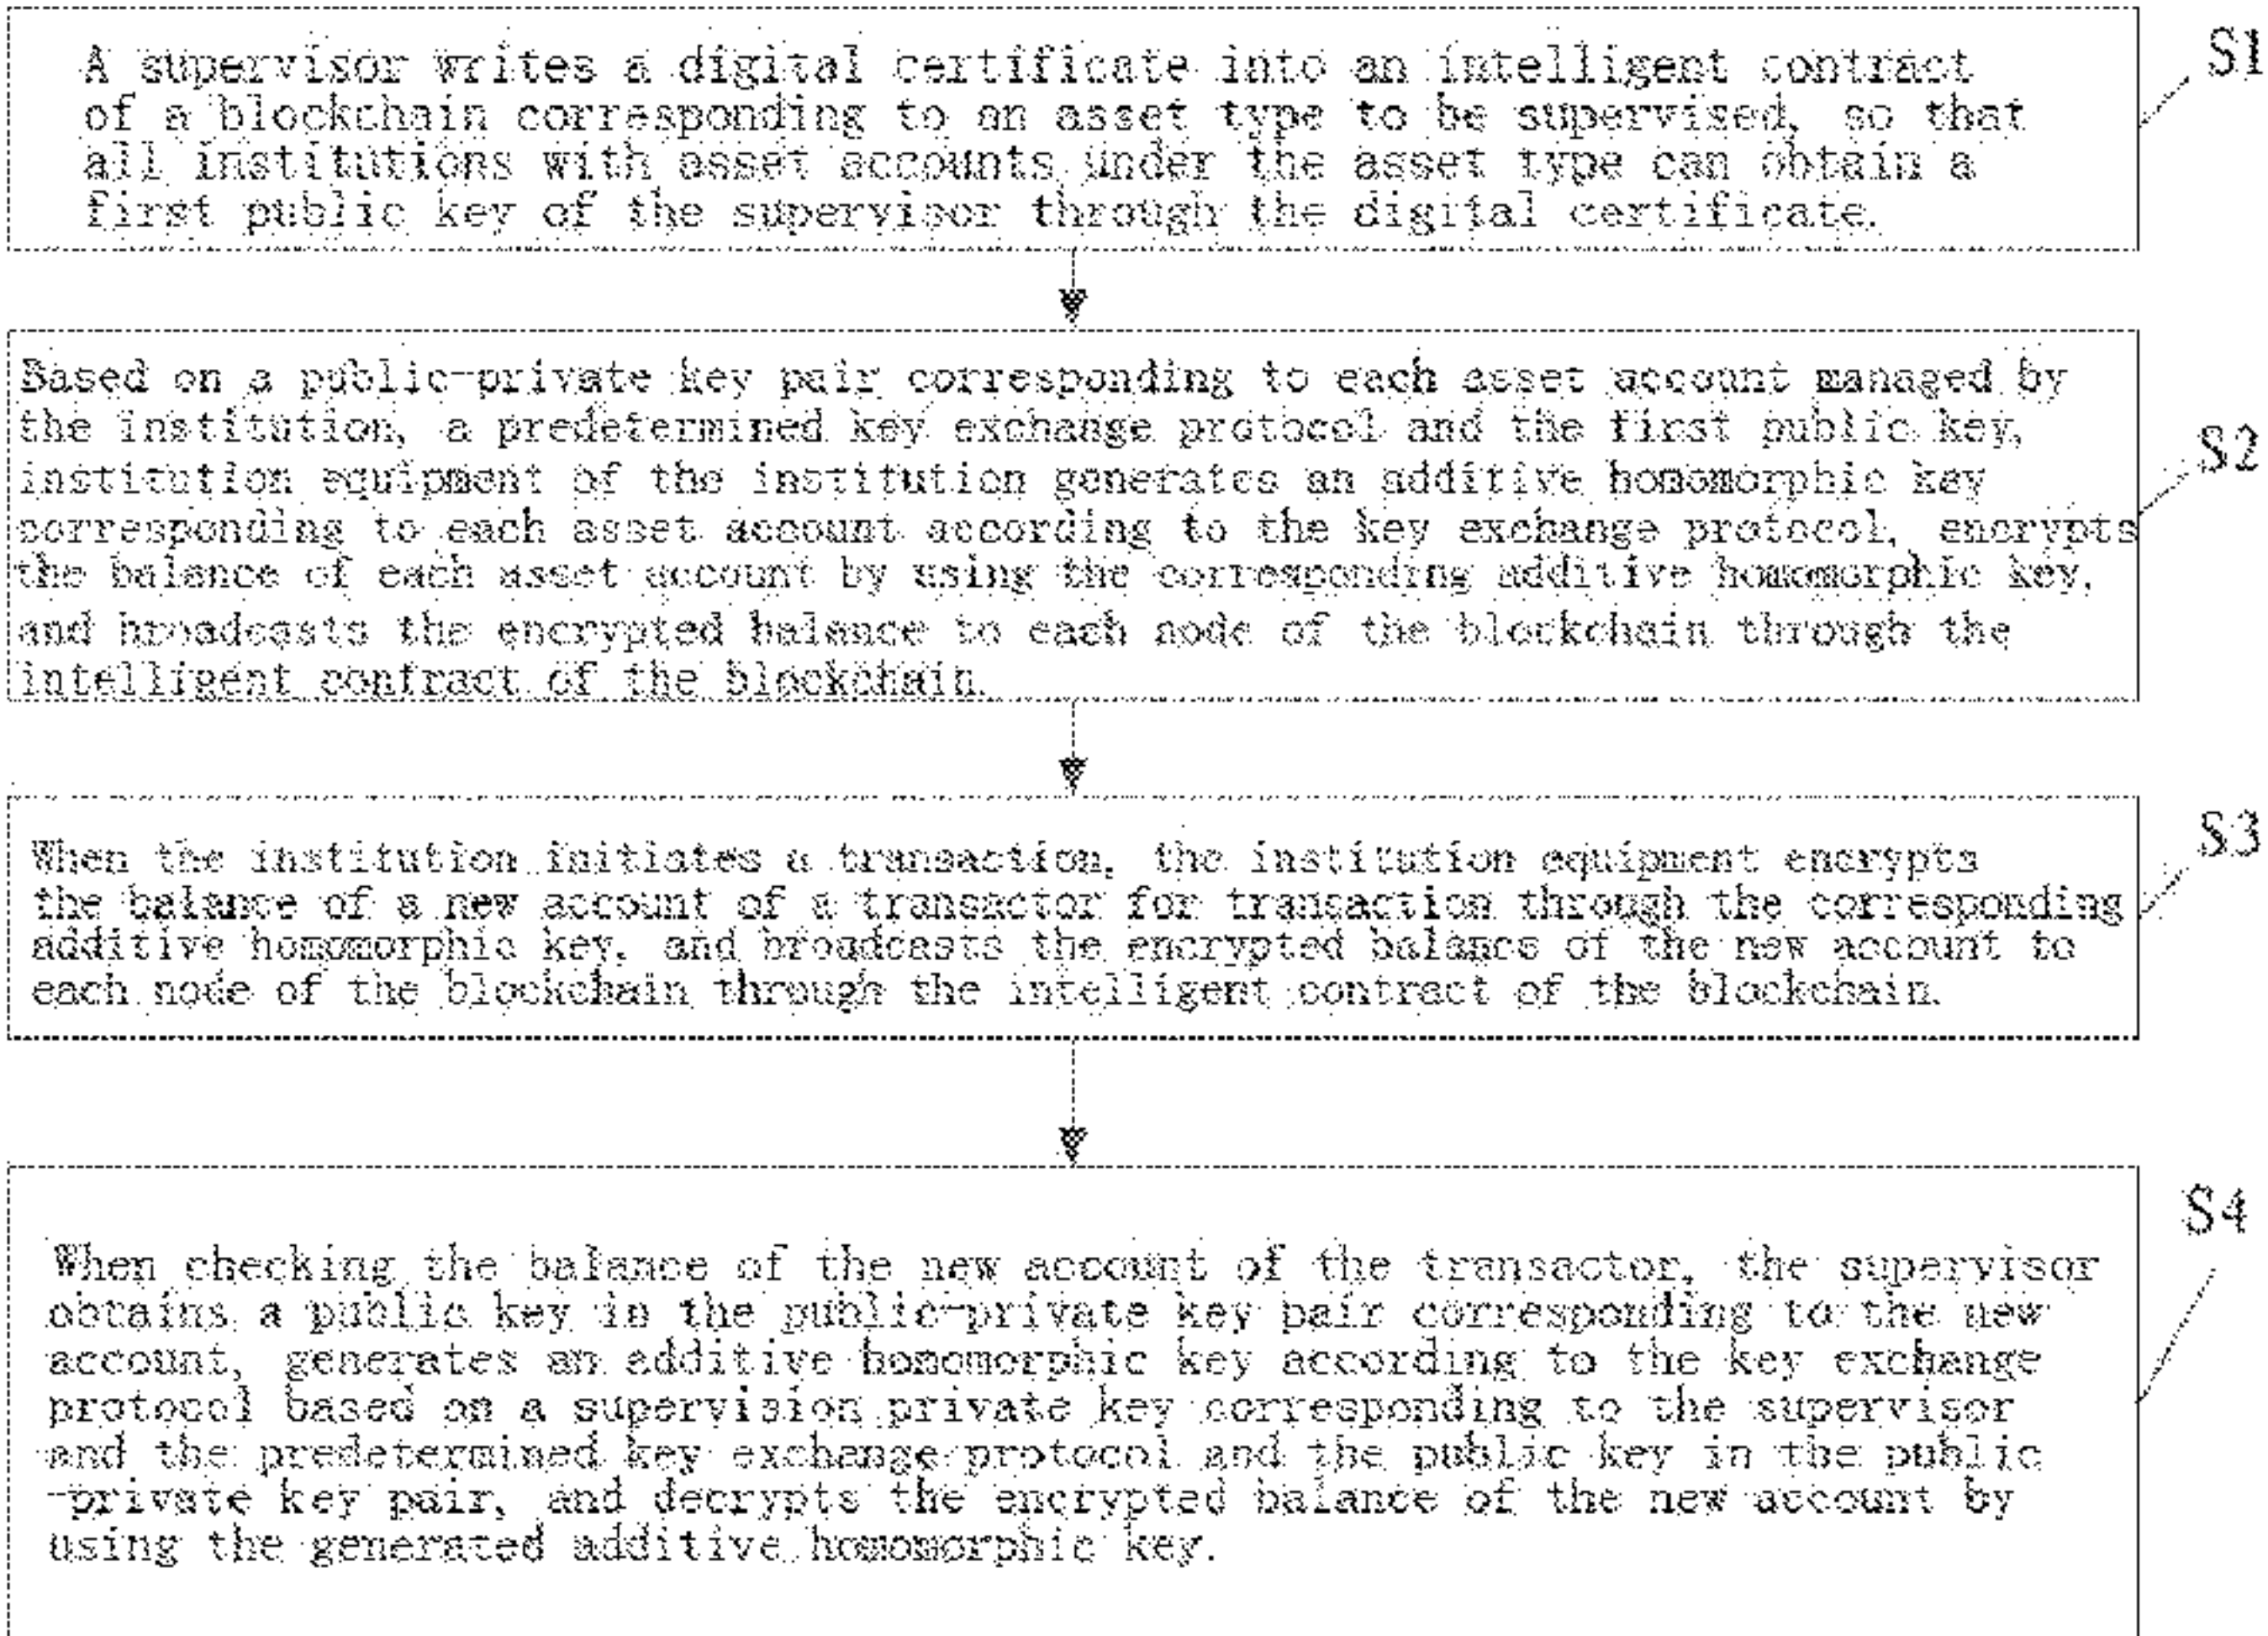 A supervisor writes a digital certificate into an intelligent contract
of a blockchain corresponding to an asset type to be supervised, so that
all institutions with asset accounts under the asset type can obtain a
first public key of the supervisor through the digital certificate.
S1
Based on a public-private key pair corresponding to each asset account managed by
the institution, a predetermined key exchange protocol and the first public key,
institution equipment of the institution generates an additive homomorphic key
corresponding to each asset account according to the key exchange protocol, encrypts
the balance of each asset account by using the corresponding additive homomorphic key,
and broadcasts the encrypted balance to each node of the blockchain through the
intelligent contract of the blockchain.
S2
When the institution initiates a transaction, the institution equipment encrypts
the balance of a new account of a transactor for transaction through the corresponding
additive homomorphic key, and broadcasts the encrypted balance of the new account to
each node of the blockchain through the intelligent contract of the blockchain.
S3
When checking the balance of the new account of the transactor, the supervisor
obtains a public key in the public-private key pair corresponding to the new
account, generates an additive homomorphic key according to the key exchange
protocol based on a supervision private key corresponding to the supervisor
and the predetermined key exchange protocol and the public key in the public
-private key pair, and decrypts the encrypted balance of the new account by
using the generated additive homomorphic key.
S4